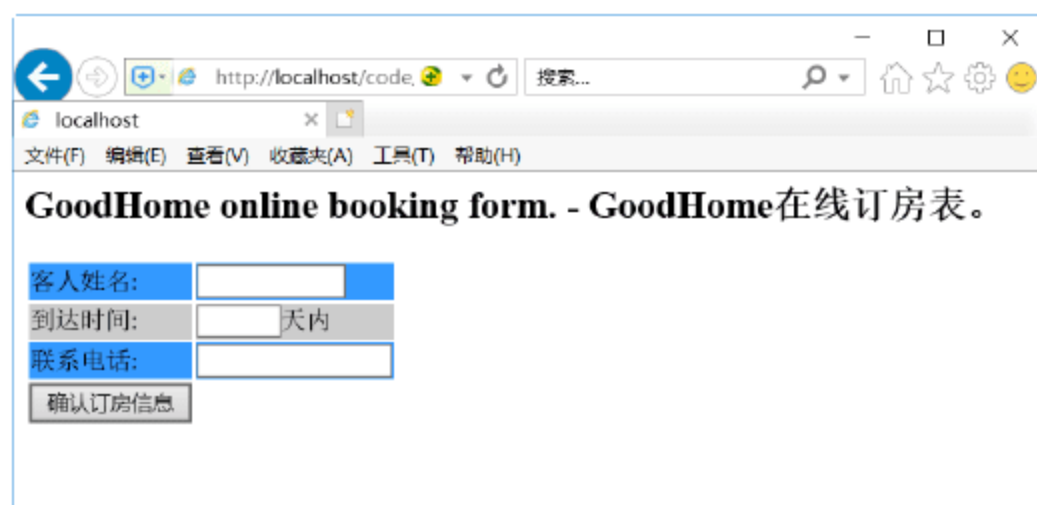 http://localhost/code,
搜索...
localhost
文件(F) 编辑(E) 查看(V) 收藏夹(A) 工具(T) 帮助(H)
GoodHome online booking form. - GoodHome在线订房表。
客人姓名:
到达时间: 天内
联系电话:
确认订房信息